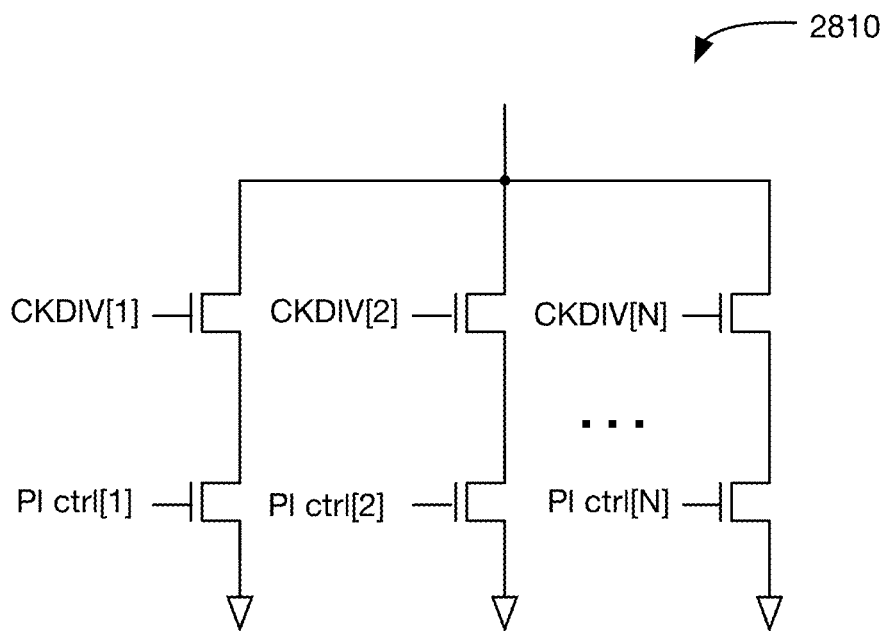 2810
CKDIV[1]
CKDIV[2]
CKDIV[N]
...
PI ctrl[1]
PI ctrl[2]
PI ctrl[N]